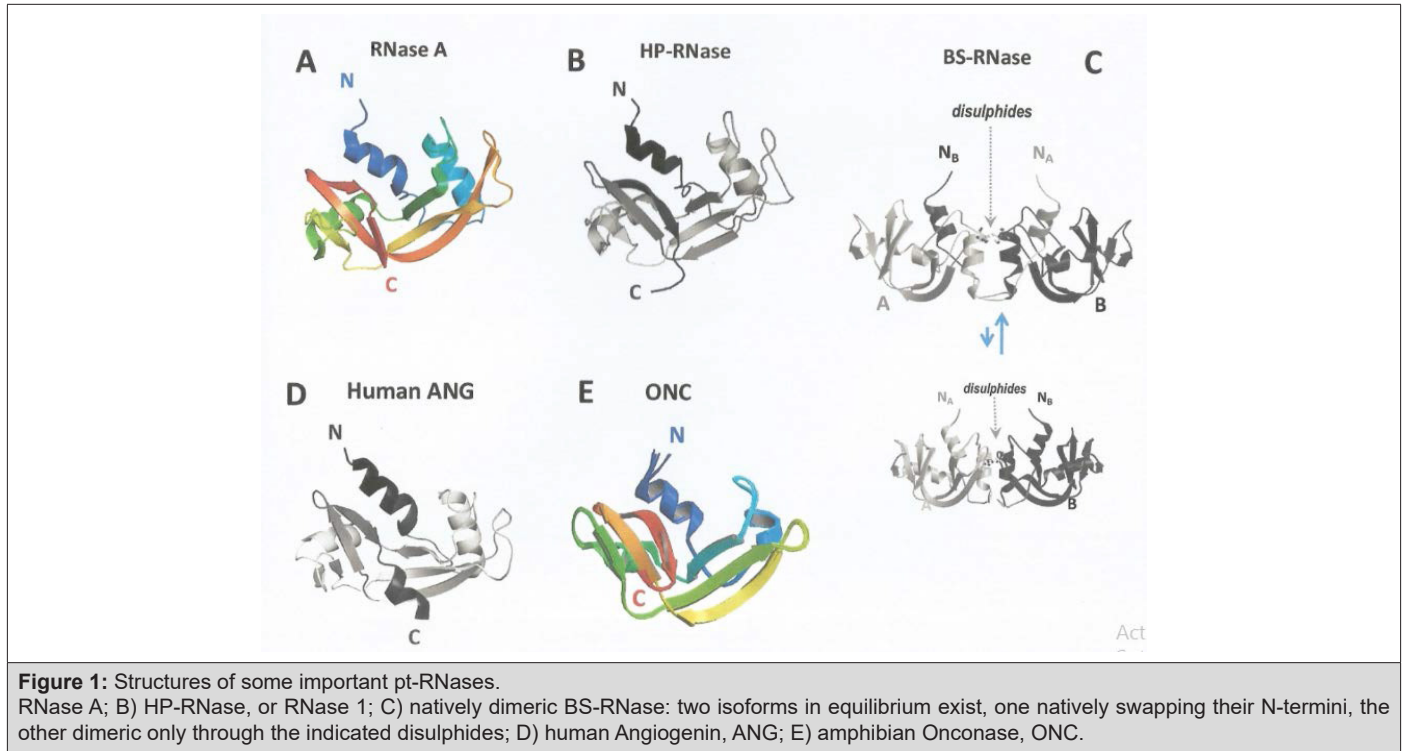 A
RNase A
N
C
B
HP-RNase
N
C
BS-RNase
C
disulphides
NB
NA
A
B
disulphides
NA
NB
A
B
D
Human ANG
N
C
E
ONC
N
C
Act
Figure 1: Structures of some important pt-RNases.
RNase A; B) HP-RNase, or RNase 1; C) natively dimeric BS-RNase: two isoforms in equilibrium exist, one natively swapping their N-termini, the
other dimeric only through the indicated disulphides; D) human Angiogenin, ANG; E) amphibian Onconase, ONC.